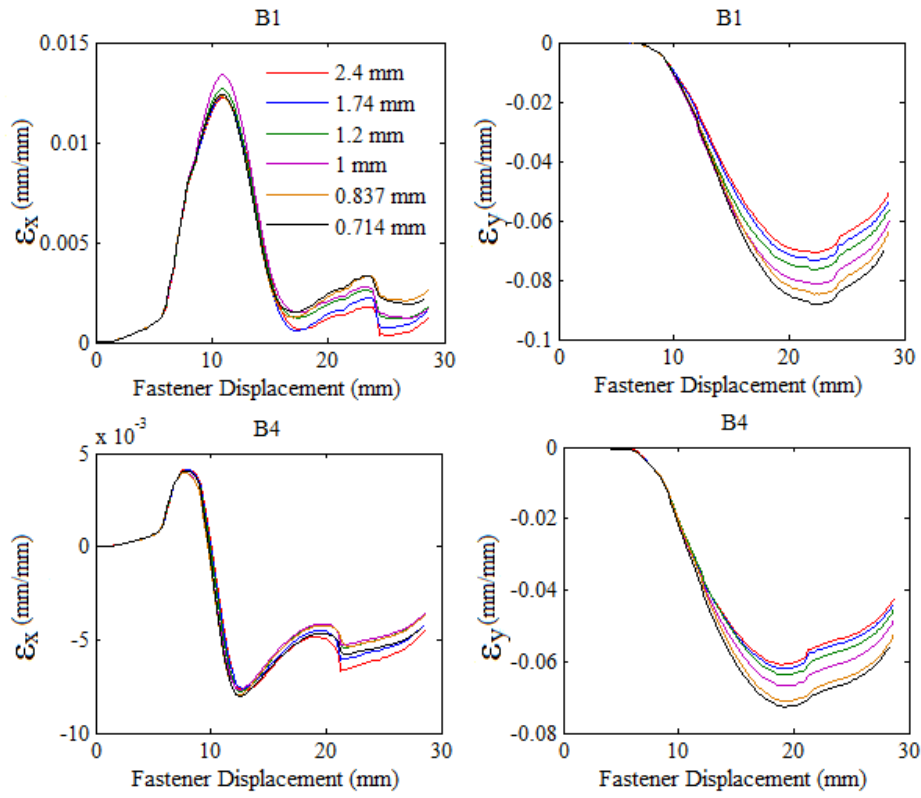 B1
0.015
0.01
0.005
0
εx (mm/mm)
2.4 mm
1.74 mm
1.2 mm
1 mm
0.837 mm
0.714 mm
0 10 20 30
Fastener Displacement (mm)
B1
0
-0.02
-0.04
-0.06
-0.08
-0.1
εy (mm/mm)
0 10 20 30
Fastener Displacement (mm)
B4
x 10-3
5
0
-5
-10
εx (mm/mm)
0 10 20 30
Fastener Displacement (mm)
B4
0
-0.02
-0.04
-0.06
-0.08
εy (mm/mm)
0 10 20 30
Fastener Displacement (mm)